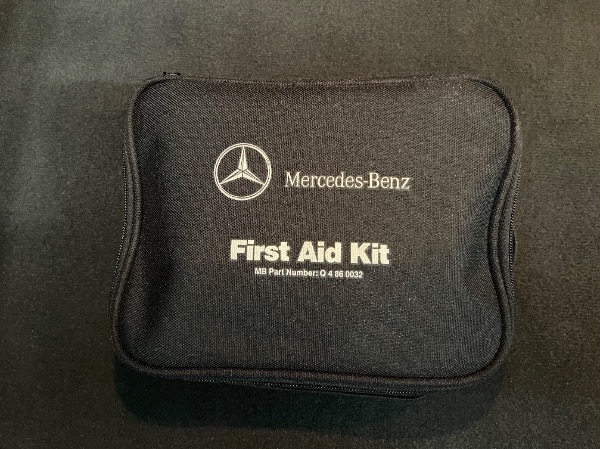 Mercedes-Benz
First Aid Kit
MB Part Number: Q 4 86 0032